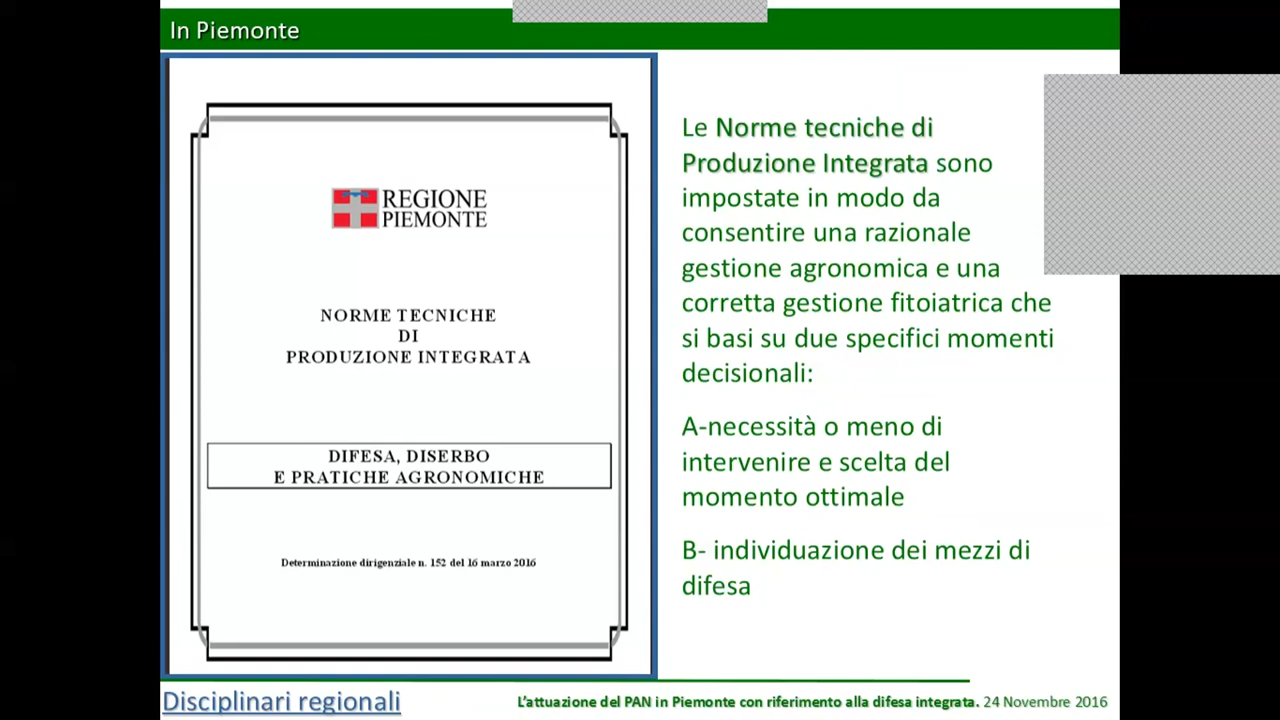 In Piemonte
REGIONE
PIEMONTE
NORME TECNICHE
DI
PRODUZIONE INTEGRATA
DIFESA, DISERBO
E PRATICHE AGRONOMICHE
Determinazione dirigenziale n. 152 del 16 marzo 2016
Le Norme tecniche di
Produzione Integrata sono
impostate in modo da
consentire una razionale
gestione agronomica e una
corretta gestione fitoiatrica che
si basi su due specifici momenti
decisionali:
A-necessità o meno di
intervenire e scelta del
momento ottimale
B- individuazione dei mezzi di
difesa
Disciplinari regionali
L'attuazione del PAN in Piemonte con riferimento alla difesa integrata. 24 Novembre 2016